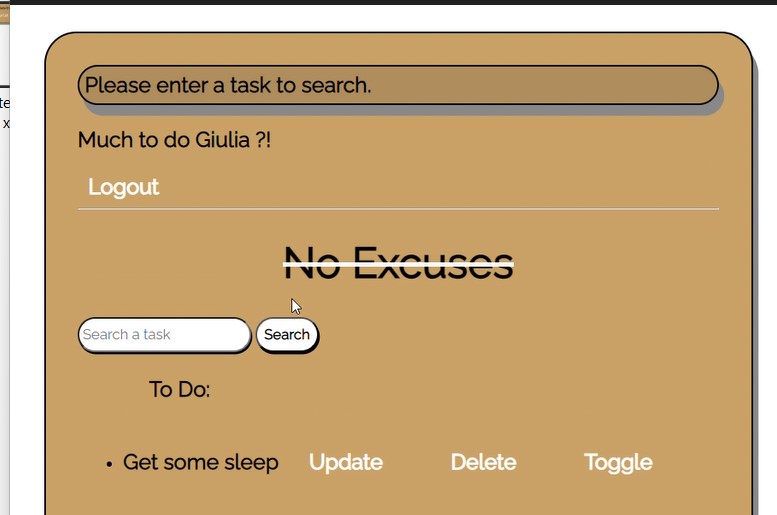 Please enter a task to search.
Much to do Giulia ?!
Logout
No Excuses
Search a task Search
To Do:
• Get some sleep Update Delete Toggle